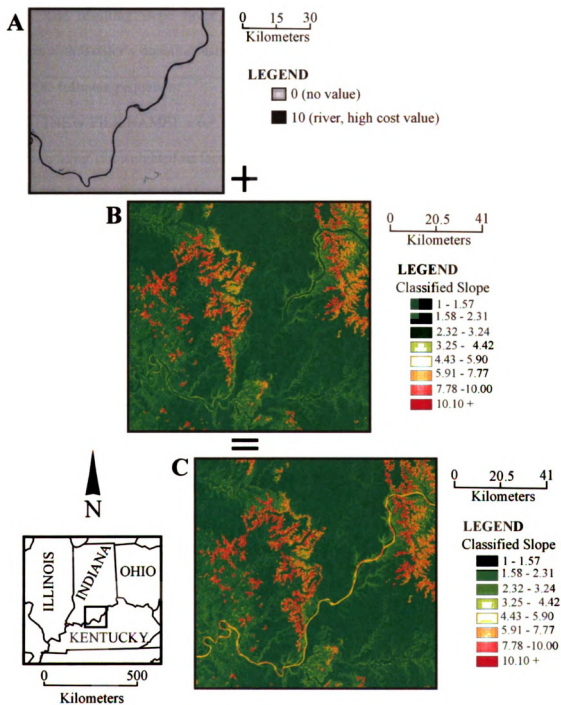 A
0 15 30
Kilometers
LEGEND
0 (no value)
10 (river, high cost value)
+
B
0 20.5 41
Kilometers
LEGEND
Classified Slope
1 - 1.57
1.58 - 2.31
2.32 - 3.24
3.25 - 4.42
4.43 - 5.90
5.91 - 7.77
7.78 -10.00
10.10 +
=
C
0 20.5 41
Kilometers
LEGEND
Classified Slope
1 - 1.57
1.58 - 2.31
2.32 - 3.24
3.25 - 4.42
4.43 - 5.90
5.91 - 7.77
7.78 -10.00
10.10 +
N
ILLINOIS
INDIANA
OHIO
KENTUCKY
0 500
Kilometers